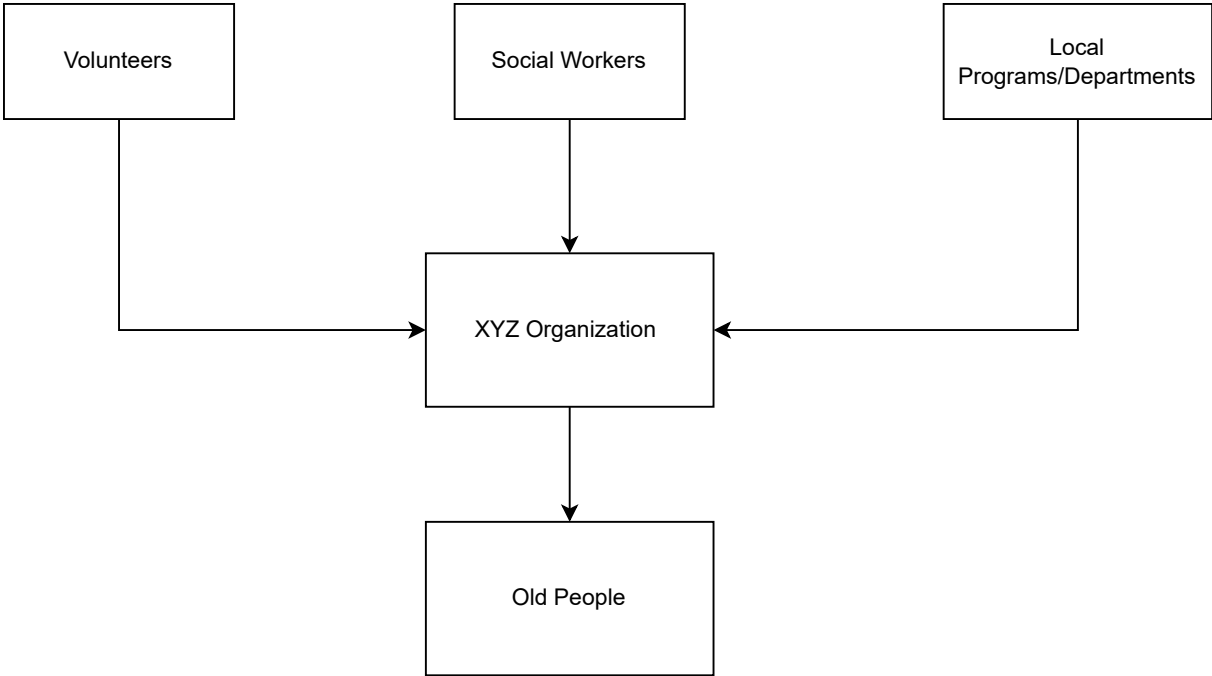 Volunteers
Social Workers
Local
Programs/Departments
XYZ Organization
Old People